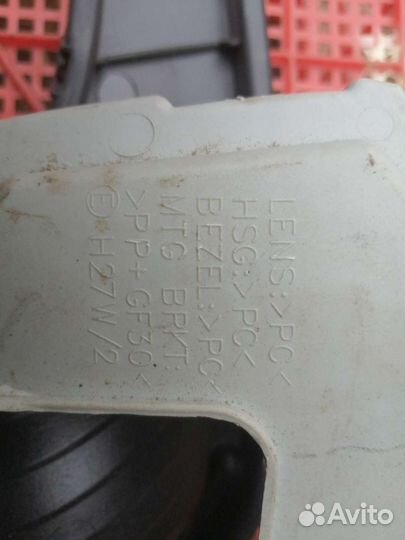 LENS:>PC<
HSG:>PC<
BEZEL:>PC<
MTG BRKT:
>PP+GF30<
Ⓔ H27W/2
Avito